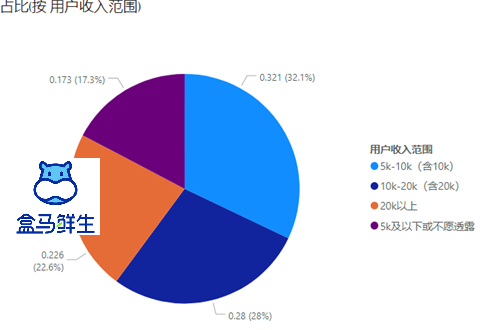 占比(按 用户收入范围)
0.173 (17.3%)
0.321 (32.1%)
用户收入范围
5k-10k（含10k）
10k-20k（含20k）
20k以上
5k及以下或不愿透露
盒马鲜生
0.226
(22.6%)
0.28 (28%)